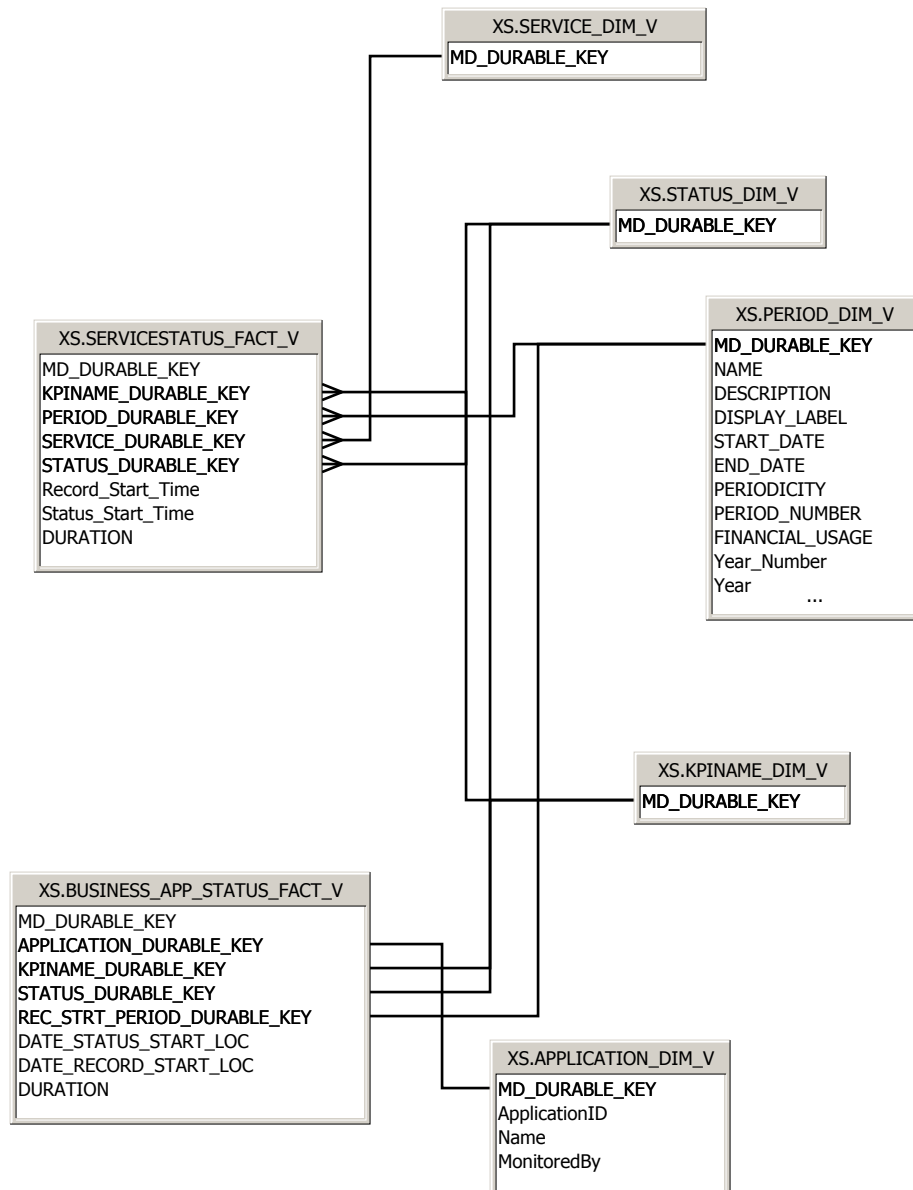 XS.SERVICE_DIM_V
MD_DURABLE_KEY
XS.STATUS_DIM_V
MD_DURABLE_KEY
XS.PERIOD_DIM_V
MD_DURABLE_KEY
NAME
DESCRIPTION
DISPLAY_LABEL
START_DATE
END_DATE
PERIODICITY
PERIOD_NUMBER
FINANCIAL_USAGE
Year_Number
Year
...
XS.SERVICESTATUS_FACT_V
MD_DURABLE_KEY
KPINAME_DURABLE_KEY
PERIOD_DURABLE_KEY
SERVICE_DURABLE_KEY
STATUS_DURABLE_KEY
Record_Start_Time
Status_Start_Time
DURATION
XS.KPINAME_DIM_V
MD_DURABLE_KEY
XS.BUSINESS_APP_STATUS_FACT_V
MD_DURABLE_KEY
APPLICATION_DURABLE_KEY
KPINAME_DURABLE_KEY
STATUS_DURABLE_KEY
REC_STRT_PERIOD_DURABLE_KEY
DATE_STATUS_START_LOC
DATE_RECORD_START_LOC
DURATION
XS.APPLICATION_DIM_V
MD_DURABLE_KEY
ApplicationID
Name
MonitoredBy